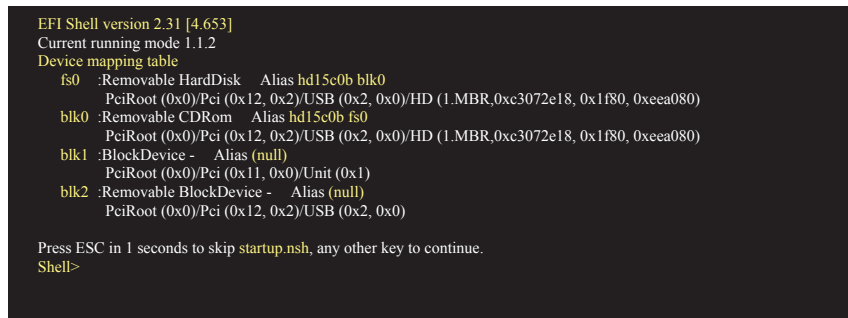 EFI Shell version 2.31 [4.653]
Current running mode 1.1.2
Device mapping table
fs0 :Removable HardDisk Alias hd15c0b blk0
PciRoot (0x0)/Pci (0x12, 0x2)/USB (0x2, 0x0)/HD (1.MBR,0xc3072e18, 0x1f80, 0xeea080)
blk0 :Removable CDRom Alias hd15c0b fs0
PciRoot (0x0)/Pci (0x12, 0x2)/USB (0x2, 0x0)/HD (1.MBR,0xc3072e18, 0x1f80, 0xeea080)
blk1 :BlockDevice - Alias (null)
PciRoot (0x0)/Pci (0x11, 0x0)/Unit (0x1)
blk2 :Removable BlockDevice - Alias (null)
PciRoot (0x0)/Pci (0x12, 0x2)/USB (0x2, 0x0)
Press ESC in 1 seconds to skip startup.nsh, any other key to continue.
Shell>